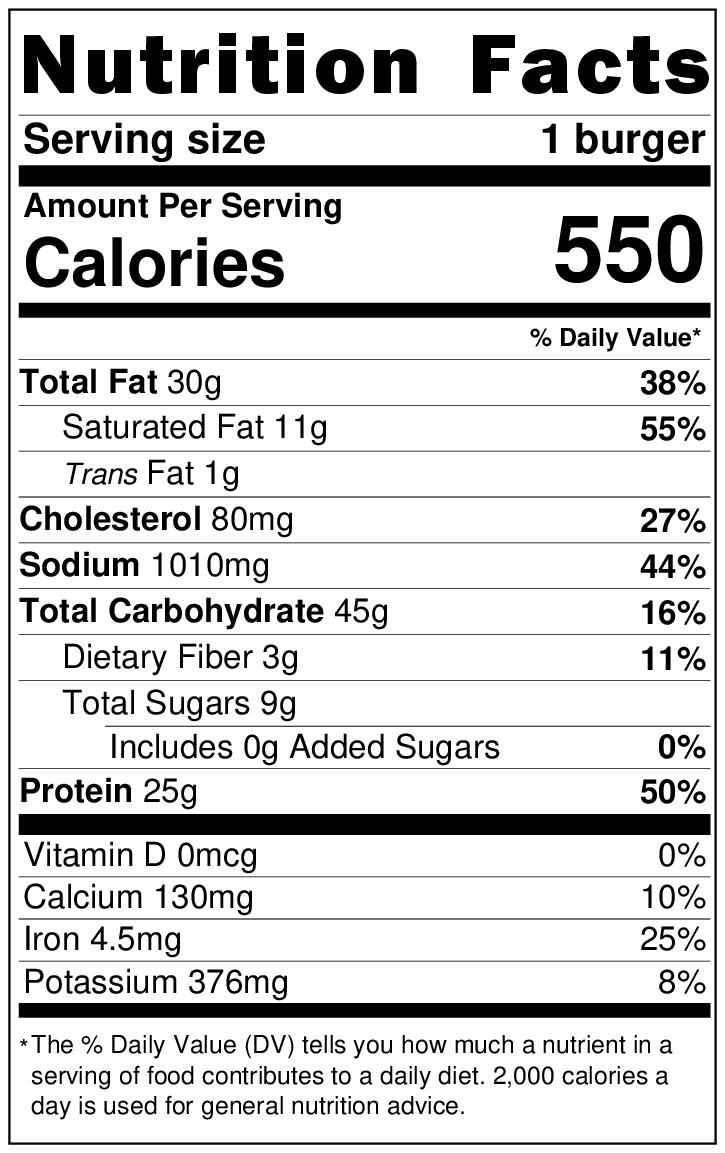 Nutrition Facts
Serving size 1 burger
Amount Per Serving
Calories 550
% Daily Value*
Total Fat 30g 38%
Saturated Fat 11g 55%
Trans Fat 1g
Cholesterol 80mg 27%
Sodium 1010mg 44%
Total Carbohydrate 45g 16%
Dietary Fiber 3g 11%
Total Sugars 9g
Includes 0g Added Sugars 0%
Protein 25g 50%
Vitamin D 0mcg 0%
Calcium 130mg 10%
Iron 4.5mg 25%
Potassium 376mg 8%
*The % Daily Value (DV) tells you how much a nutrient in a
serving of food contributes to a daily diet. 2,000 calories a
day is used for general nutrition advice.